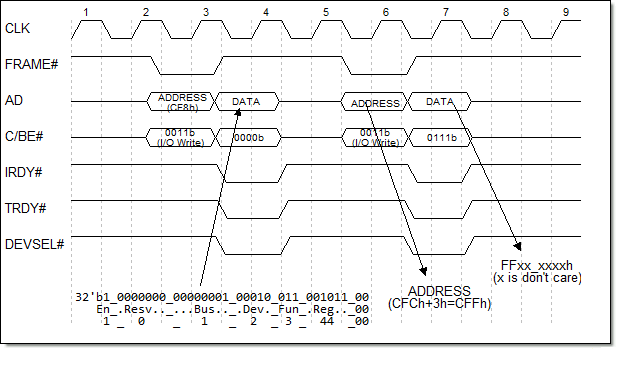 1 2 3 4 5 6 7 8 9
CLK
FRAME#
AD
ADDRESS
(CF8h)
DATA
ADDRESS
DATA
C/BE#
0011b
(I/O Write)
0000b
0011b
(I/O Write)
0111b
IRDY#
TRDY#
DEVSEL#
FFxx_xxxxh
(x is don't care)
ADDRESS
(CFCh+3h=CFFh)
32'b1_0000000_00000001_00010_011_001011_00
En_.Resv.._...Bus.._.Dev._Fun_.Reg.._00
1 _ 0 _ 1 _ 2 _ 3 _ 44 _00